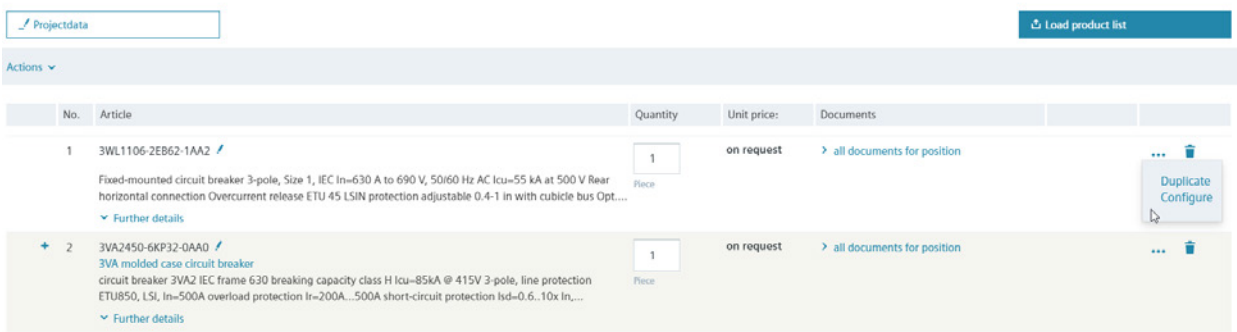 Projectdata
Load product list
Actions
No. Article Quantity Unit price: Documents
1 3WL1106-2EB62-1AA2 1 on request all documents for position ...
Piece
Fixed-mounted circuit breaker 3-pole, Size 1, IEC In=630 A to 690 V, 50/60 Hz AC Icu=55 kA at 500 V Rear
horizontal connection Overcurrent release ETU 45 LSIN protection adjustable 0.4-1 in with cubicle bus Opt....
Further details
Duplicate
Configure
2 3VA2450-6KP32-0AA0 1 on request all documents for position ...
3VA molded case circuit breaker
Piece
circuit breaker 3VA2 IEC frame 630 breaking capacity class H Icu=85kA @ 415V 3-pole, line protection
ETU850, LSI, In=500A overload protection Ir=200A...500A short-circuit protection Isd=0.6..10x In,...
Further details